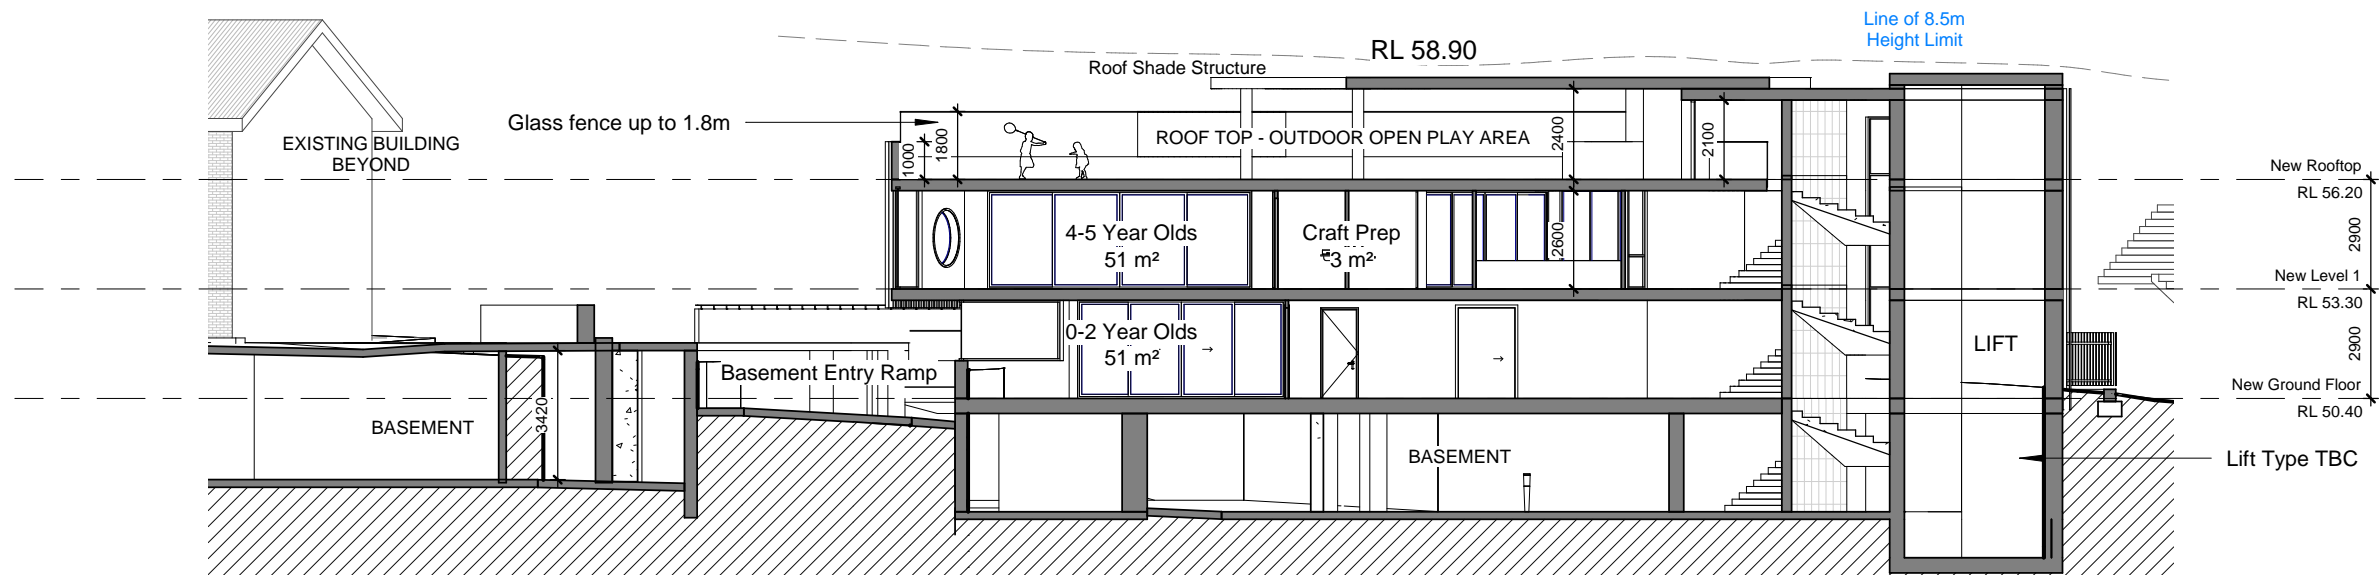 Line of 8.5m
Height Limit
RL 58.90
Roof Shade Structure
Glass fence up to 1.8m
EXISTING BUILDING
BEYOND
ROOF TOP - OUTDOOR OPEN PLAY AREA
1000
1800
2400
2100
New Rooftop
RL 56.20
4-5 Year Olds
51 m²
Craft Prep
3 m²
2600
2900
New Level 1
RL 53.30
0-2 Year Olds
51 m²
LIFT
2900
Basement Entry Ramp
New Ground Floor
RL 50.40
BASEMENT
3420
BASEMENT
Lift Type TBC